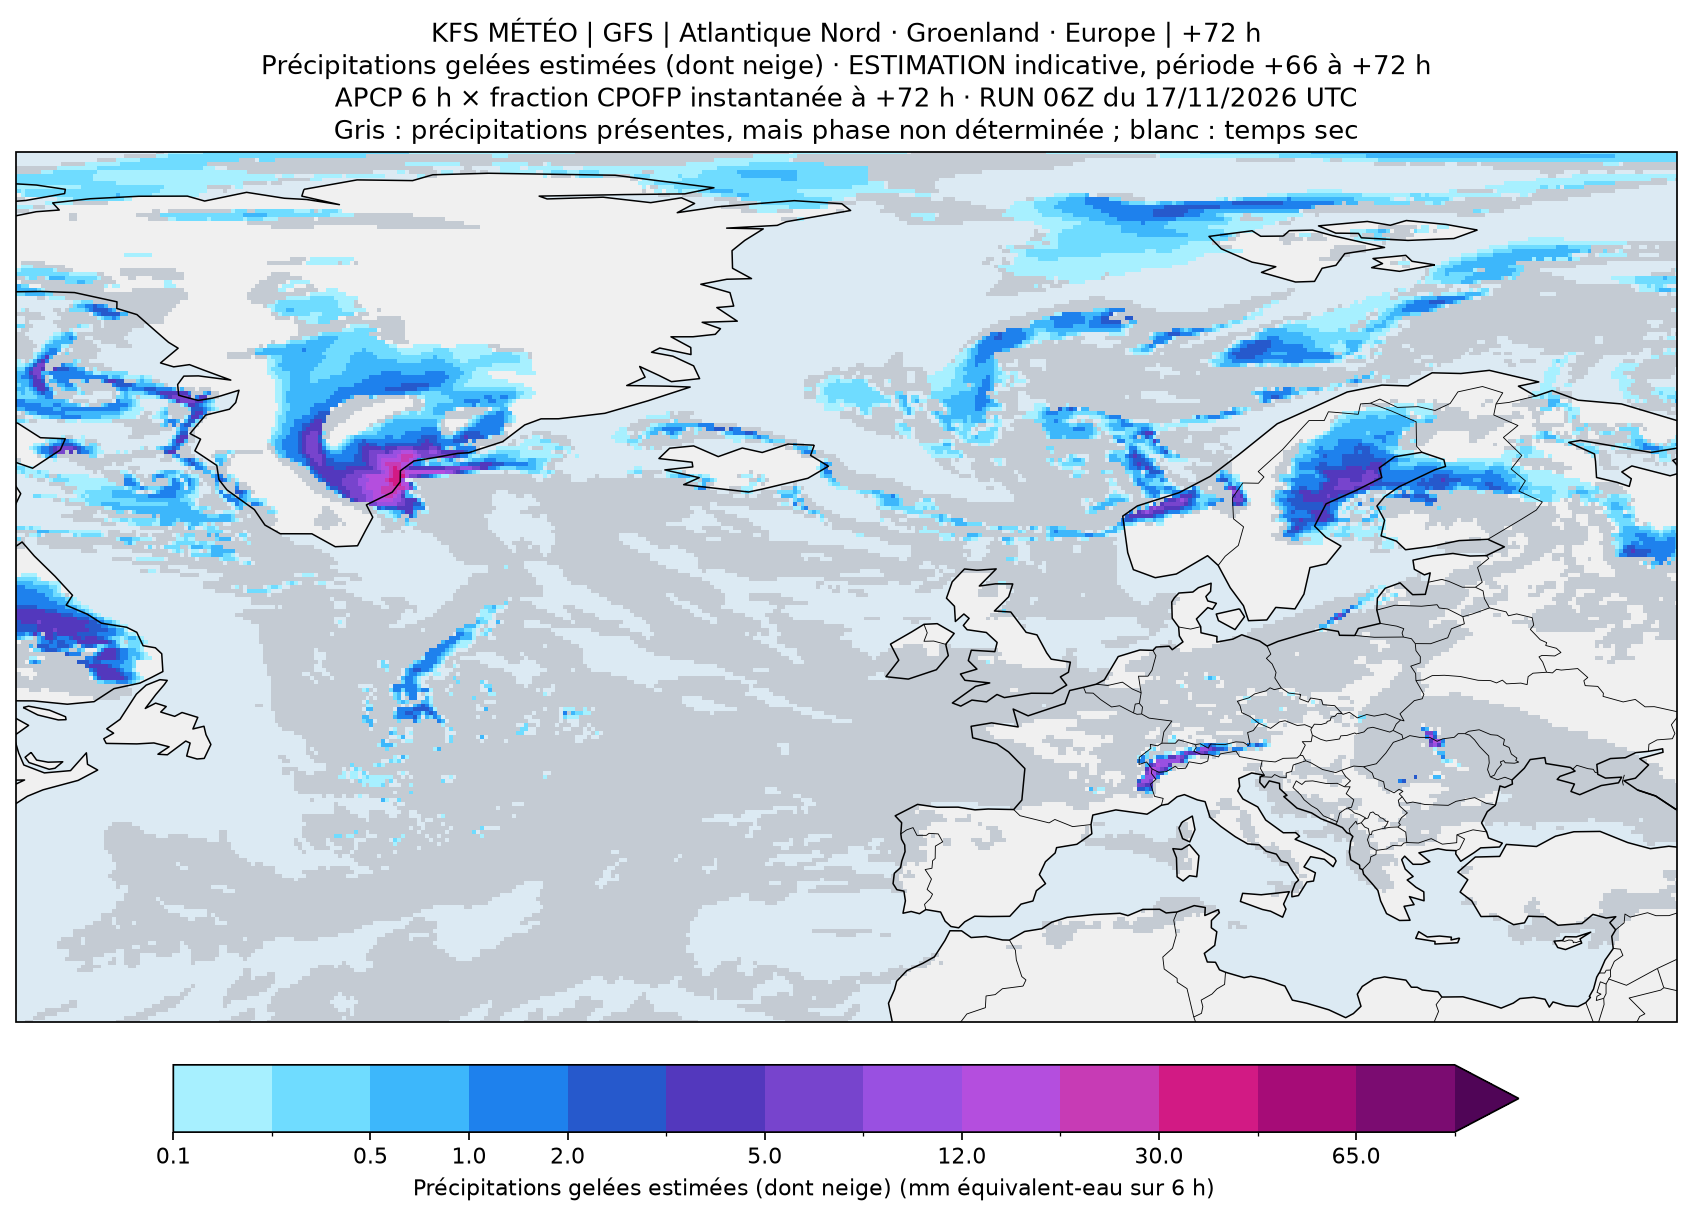 KFS MÉTÉO | GFS | Atlantique Nord · Groenland · Europe | +72 h
Précipitations gelées estimées (dont neige) · ESTIMATION indicative, période +66 à +72 h
APCP 6 h × fraction CPOFP instantanée à +72 h · RUN 06Z du 17/11/2026 UTC
Gris : précipitations présentes, mais phase non déterminée ; blanc : temps sec
0.1 0.5 1.0 2.0 5.0 12.0 30.0 65.0
Précipitations gelées estimées (dont neige) (mm équivalent-eau sur 6 h)